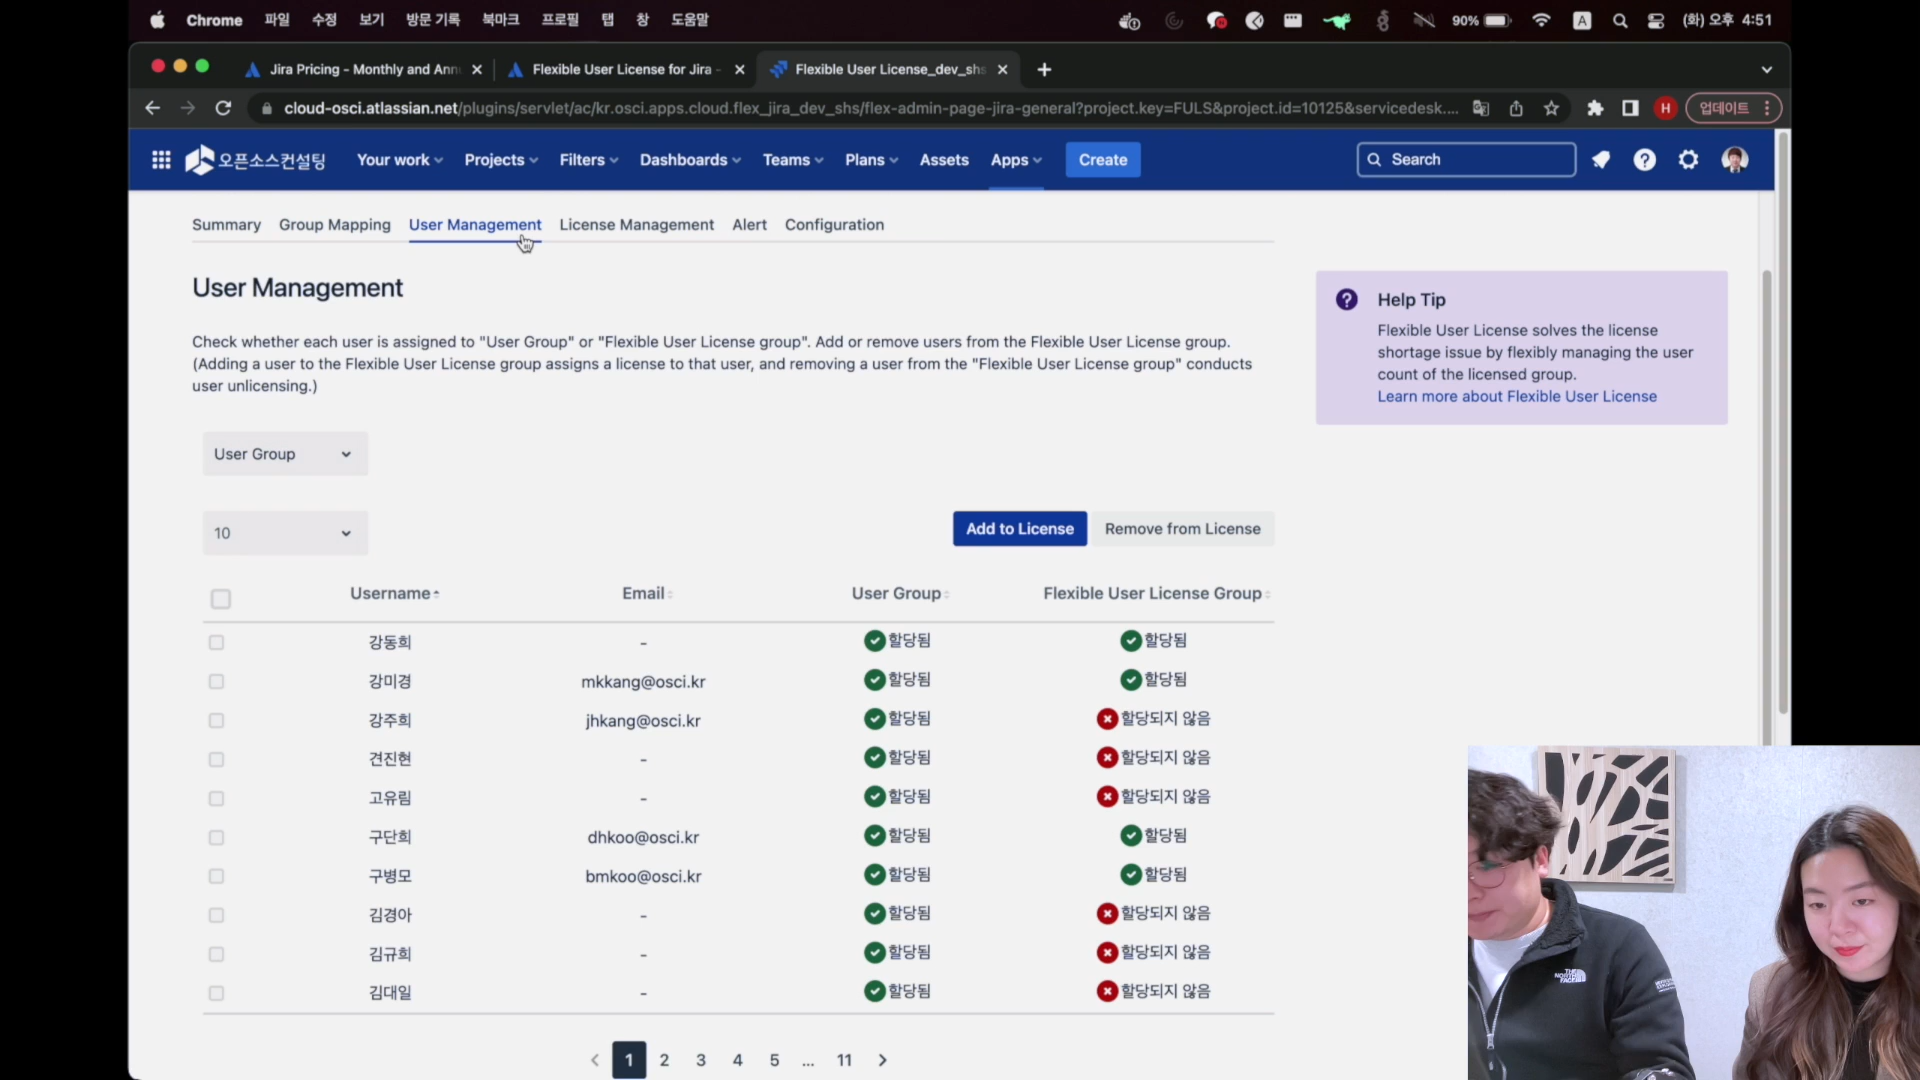 Chrome 파일 수정 보기 방문 기록 북마크 프로필 탭 창 도움말 90% A (화) 오후 4:51
Jira Pricing - Monthly and Ann
Flexible User License for Jira -
Flexible User License_dev_shs
cloud-osci.atlassian.net/plugins/servlet/ac/kr.osci.apps.cloud.flex_jira_dev_shs/flex-admin-page-jira-general?project.key=FULS&project.id=10125&servicedesk....
H 업데이트
오픈소스컨설팅 Your work Projects Filters Dashboards Teams Plans Assets Apps Create Search
Summary Group Mapping User Management License Management Alert Configuration
User Management
Check whether each user is assigned to "User Group" or "Flexible User License group". Add or remove users from the Flexible User License group.
(Adding a user to the Flexible User License group assigns a license to that user, and removing a user from the "Flexible User License group" conducts
user unlicensing.)
Help Tip
Flexible User License solves the license
shortage issue by flexibly managing the user
count of the licensed group.
Learn more about Flexible User License
User Group
10
Add to License Remove from License
Username Email User Group Flexible User License Group
강동희 - 할당됨 할당됨
강미경 mkkang@osci.kr 할당됨 할당됨
강주희 jhkang@osci.kr 할당됨 할당되지 않음
견진현 - 할당됨 할당되지 않음
고유림 - 할당됨 할당되지 않음
구단희 dhkoo@osci.kr 할당됨 할당됨
구병모 bmkoo@osci.kr 할당됨 할당됨
김경아 - 할당됨 할당되지 않음
김규희 - 할당됨 할당되지 않음
김대일 - 할당됨 할당되지 않음
1 2 3 4 5 ... 11
THE
NORTH
FACE